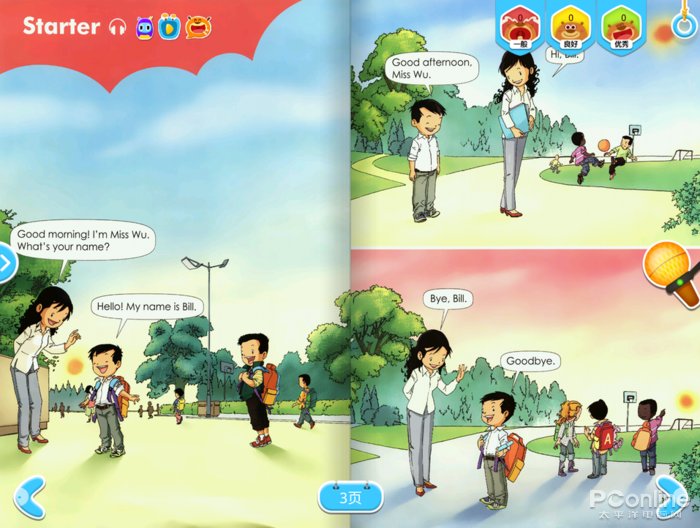 Starter
0
0
0
一般
良好
优秀
Good afternoon,
Miss Wu.
Hi, Bill.
Good morning! I'm Miss Wu.
What's your name?
Hello! My name is Bill.
Bye, Bill.
Goodbye.
A
3页
PConline
太平洋电脑网